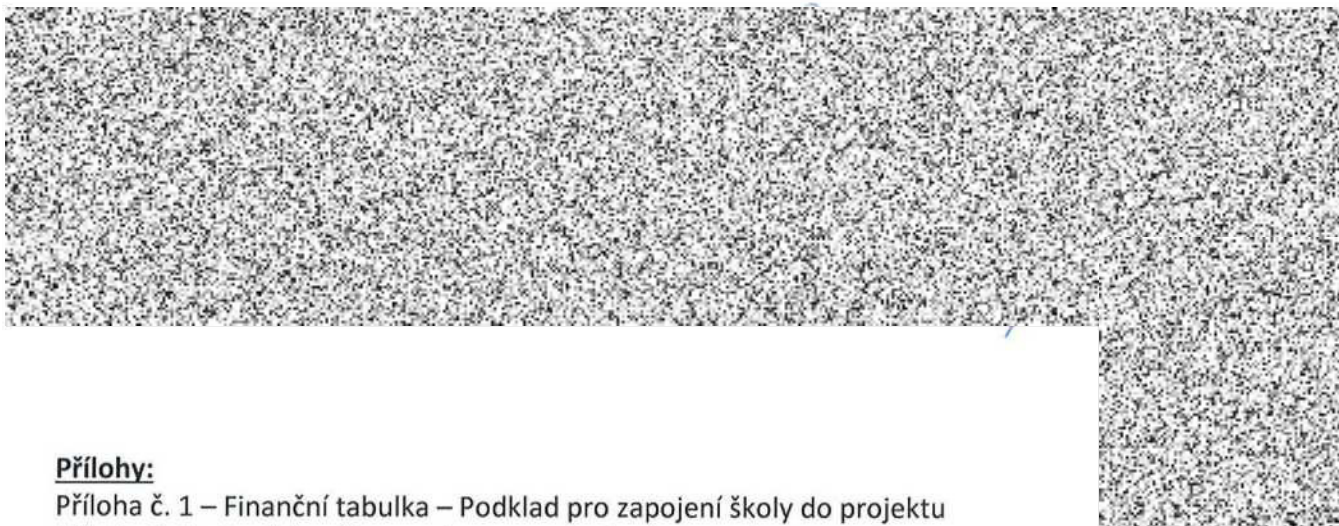 Přílohy:
Příloha č. 1 – Finanční tabulka – Podklad pro zapojení školy do projektu